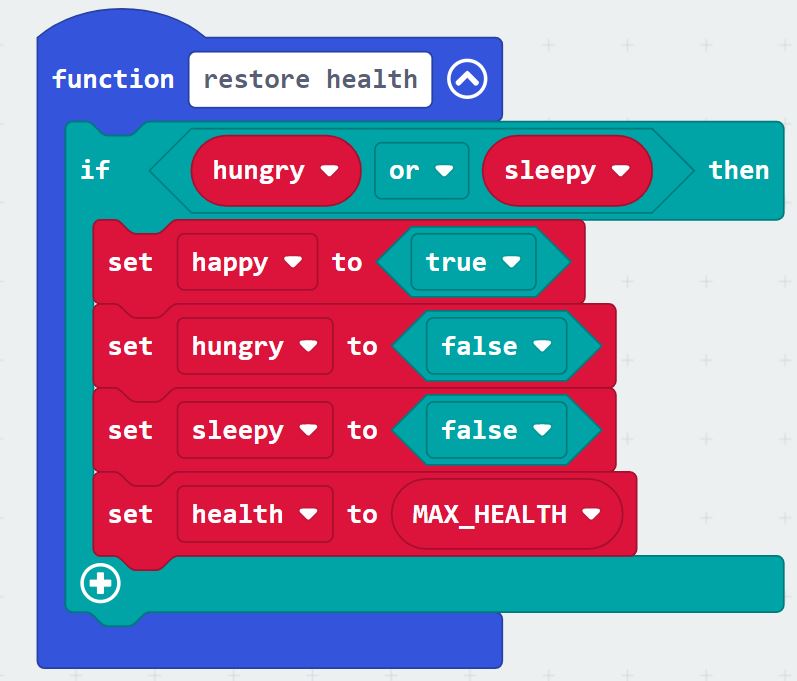 function restore health
if hungry or sleepy then
set happy to true
set hungry to false
set sleepy to false
set health to MAX_HEALTH